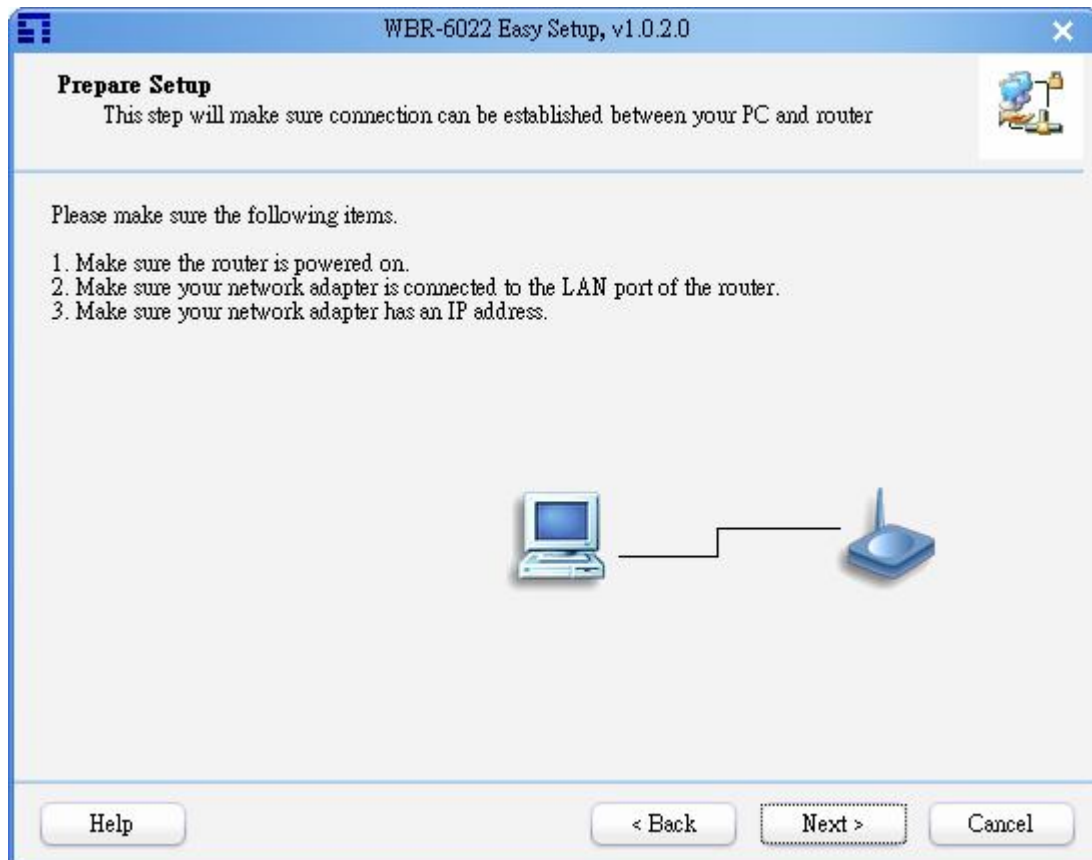 WBR-6022 Easy Setup, v1.0.2.0
Prepare Setup
This step will make sure connection can be established between your PC and router
Please make sure the following items.
1. Make sure the router is powered on.
2. Make sure your network adapter is connected to the LAN port of the router.
3. Make sure your network adapter has an IP address.
Help
< Back
Next >
Cancel